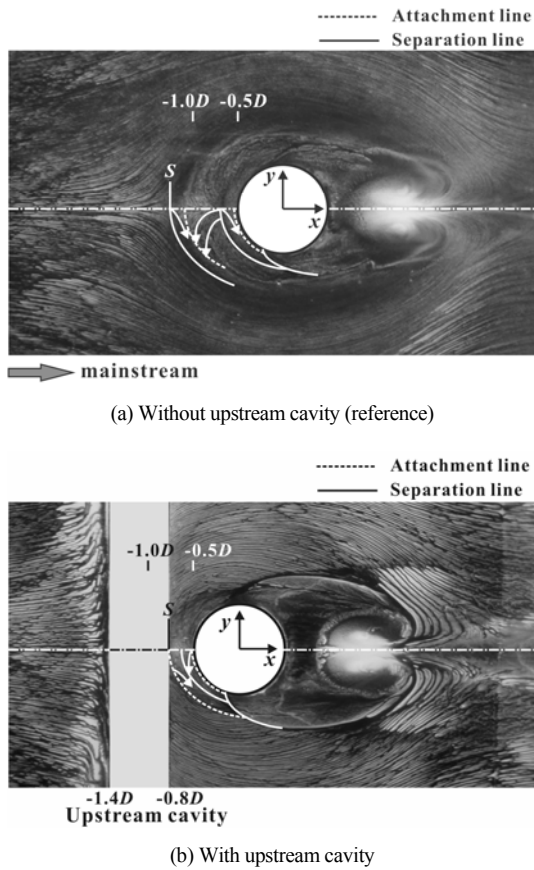 Attachment line
Separation line
-1.0D -0.5D
S
y
x
mainstream
(a) Without upstream cavity (reference)
Attachment line
Separation line
-1.0D -0.5D
S
y
x
-1.4D -0.8D
Upstream cavity
(b) With upstream cavity